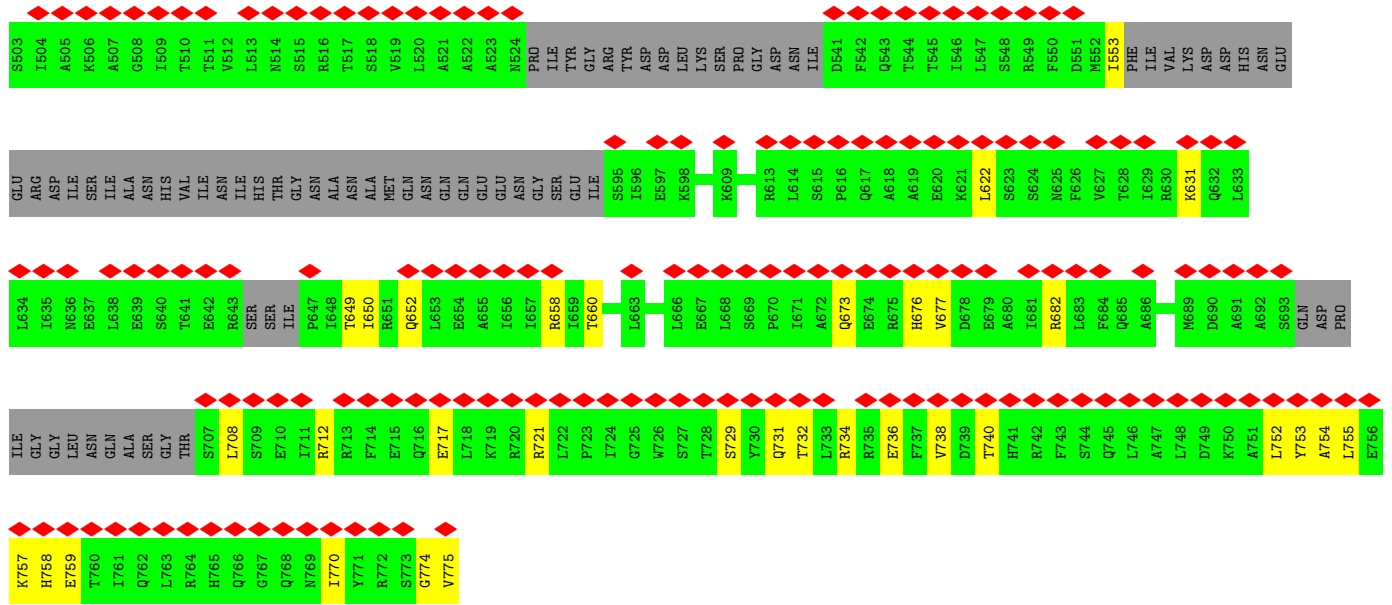 S503 I504 A505 K506 A507 G508 I509 T510 T511 V512 L513 N514 S515 R516 T517 S518 V519 L520 A521 A522 A523 N524 PRO ILE TYR GLY ARG TYR ASP ASP LEU LYS SER PRO GLY ASP ASN ILE D541 F542 Q543 T544 T545 I546 L547 S548 R549 F550 D551 M552 I553 PHE ILE VAL LYS ASP ASP HIS ASN GLU
GLU ARG ASP ILE SER ILE ALA ASN HIS VAL ILE ASN ILE HIS THR GLY ASN ALA ASN ALA MET GLN ASN GLN GLN GLU GLU ASN GLY SER GLU ILE S595 I596 E597 K598 K609 R613 L614 S615 P616 Q617 A618 A619 E620 K621 L622 S623 S624 N625 F626 V627 T628 I629 R630 K631 Q632 L633
L634 I635 N636 E637 L638 E639 S640 T641 E642 R643 SER SER ILE P647 I648 T649 I650 R651 Q652 L653 E654 A655 I656 I657 R658 I659 T660 L663 L666 E667 L668 S669 P670 I671 A672 Q673 E674 R675 H676 V677 D678 E679 A680 I681 R682 L683 F684 Q685 A686 M689 D690 A691 A692 S693 GLN ASP PRO
ILE GLY GLY LEU ASN GLN ALA SER GLY THR S707 L708 S709 E710 I711 R712 R713 F714 E715 Q716 E717 L718 K719 R720 R721 L722 P723 I724 G725 W726 S727 T728 S729 Y730 Q731 T732 L733 R734 R735 E736 F737 V738 D739 T740 H741 R742 F743 S744 Q745 L746 A747 L748 D749 K750 A751 L752 Y753 A754 L755 E756
K757 H758 E759 T760 I761 Q762 L763 R764 H765 Q766 G767 Q768 N769 I770 Y771 R772 S773 G774 V775